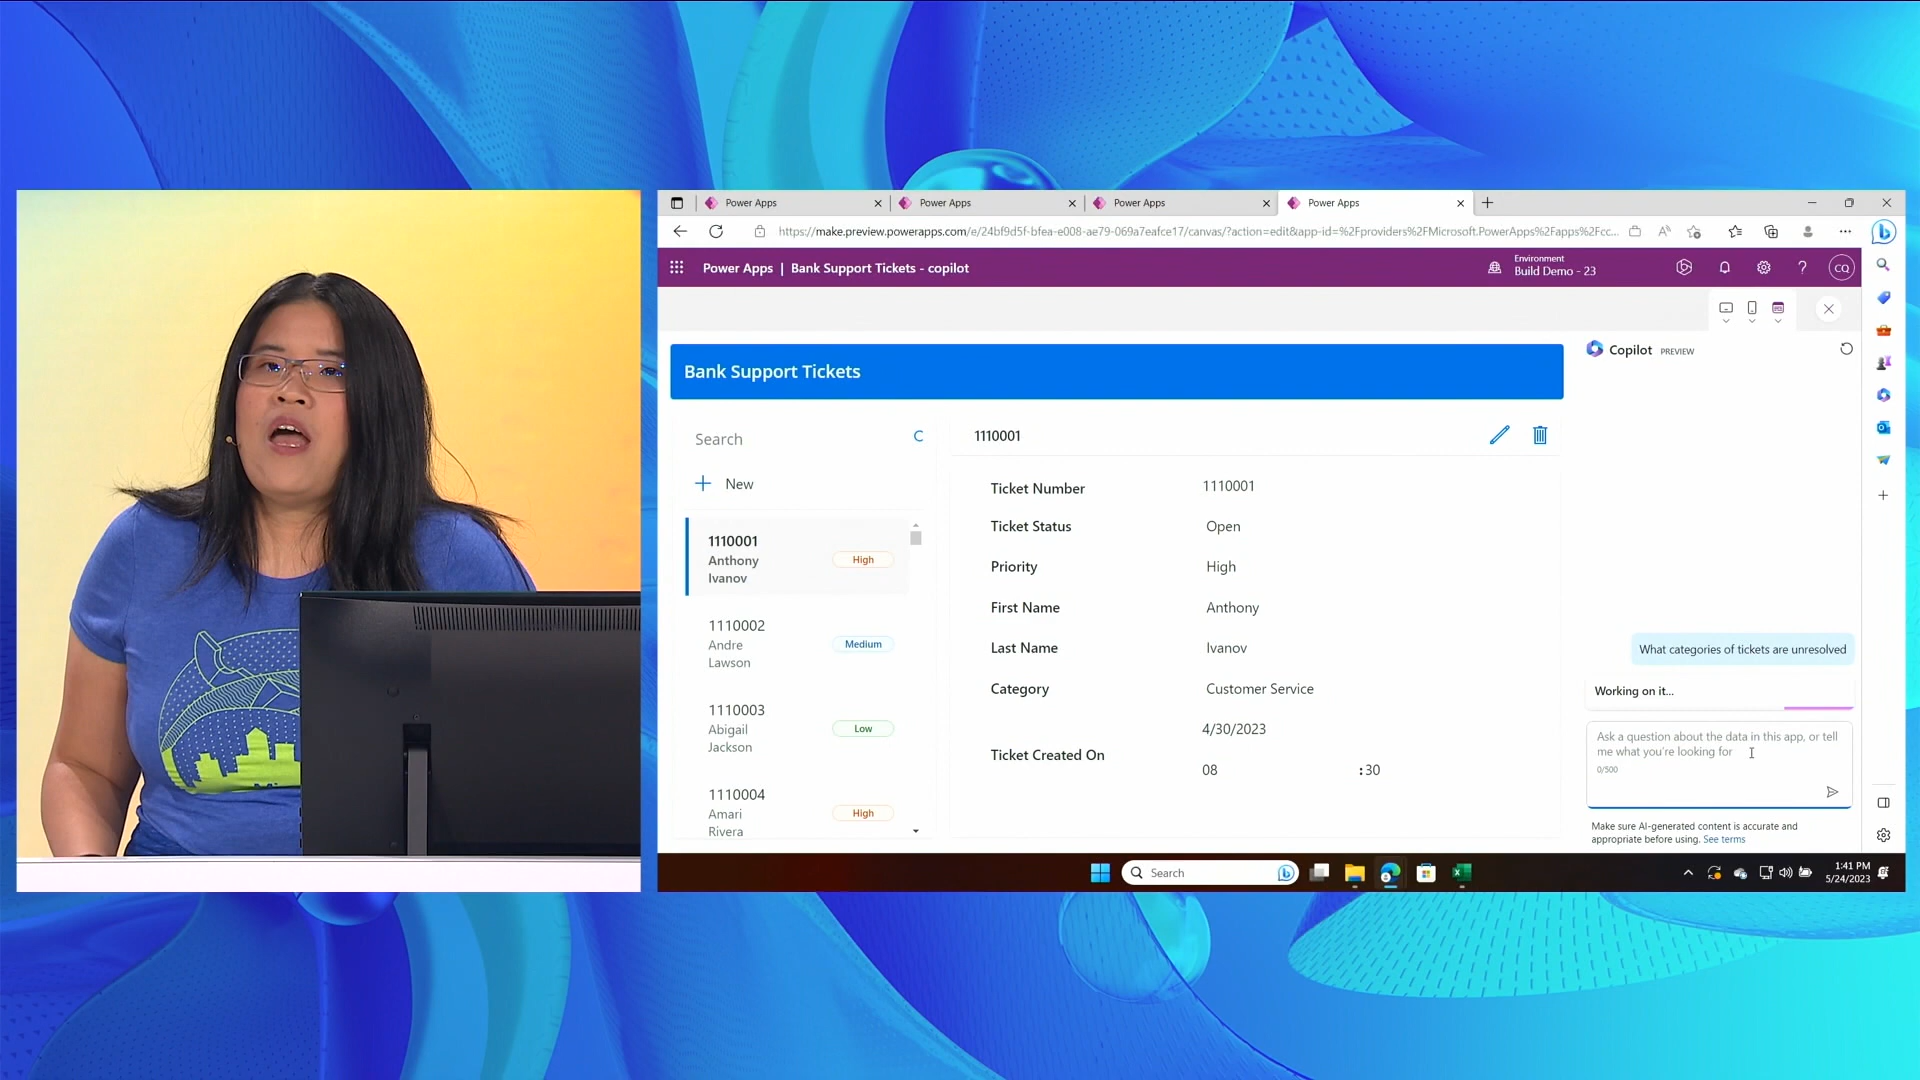 Power Apps
Power Apps
Power Apps
Power Apps
https://make.preview.powerapps.com/e/24bf9d5f-bfea-e008-ae79-069a7eafce17/canvas/?action=edit&app-id=%2Fproviders%2FMicrosoft.PowerApps%2Fapps%2Fcc...
Power Apps | Bank Support Tickets - copilot
Environment
Build Demo - 23
CQ
Bank Support Tickets
Copilot PREVIEW
Search
New
1110001
Anthony
Ivanov
High
1110002
Andre
Lawson
Medium
1110003
Abigail
Jackson
Low
1110004
Amari
Rivera
High
1110001
Ticket Number 1110001
Ticket Status Open
Priority High
First Name Anthony
Last Name Ivanov
Category Customer Service
4/30/2023
Ticket Created On
08 :30
What categories of tickets are unresolved
Working on it...
Ask a question about the data in this app, or tell
me what you're looking for
0/500
Make sure AI-generated content is accurate and
appropriate before using. See terms
Search
1:41 PM
5/24/2023